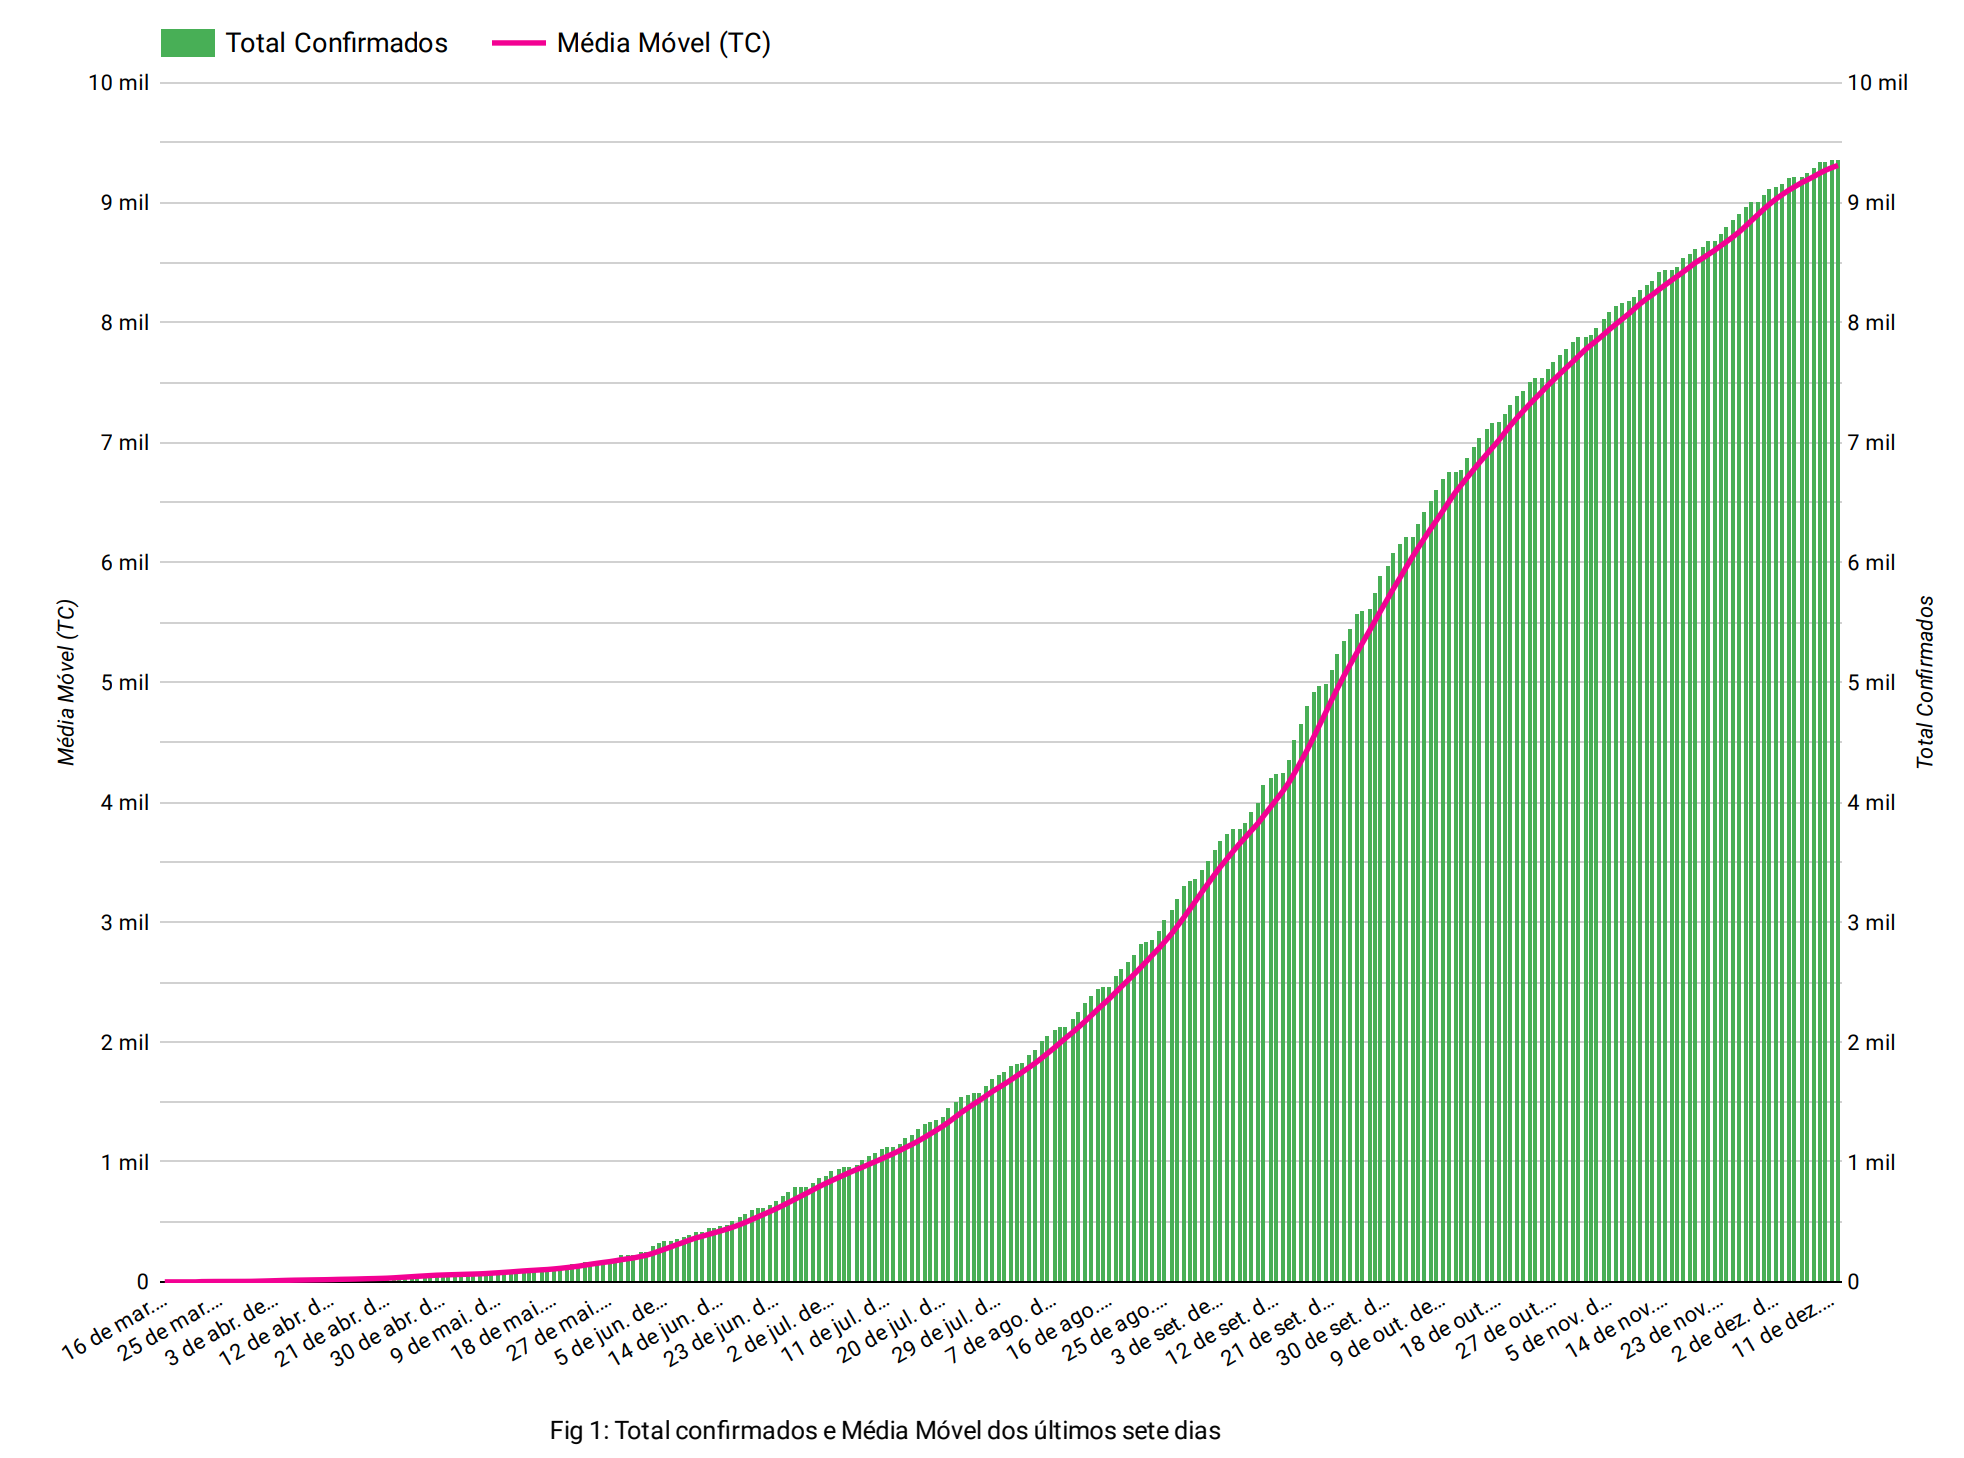 Total Confirmados
Média Móvel (TC)
10 mil
9 mil
8 mil
7 mil
6 mil
5 mil
4 mil
3 mil
2 mil
1 mil
0
Média Móvel (TC)
10 mil
9 mil
8 mil
7 mil
6 mil
5 mil
4 mil
3 mil
2 mil
1 mil
0
Total Confirmados
16 de mar.…
25 de mar.…
3 de abr. de…
12 de abr. d…
21 de abr. d…
30 de abr. d…
9 de mai. d…
18 de mai.…
27 de mai.…
5 de jun. de…
14 de jun. d…
23 de jun. d…
2 de jul. de…
11 de jul. d…
20 de jul. d…
29 de jul. d…
7 de ago. d…
16 de ago.…
25 de ago.…
3 de set. de…
12 de set. d…
21 de set. d…
30 de set. d…
9 de out. de…
18 de out.…
27 de out.…
5 de nov. d…
14 de nov.…
23 de nov.…
2 de dez. d…
11 de dez.…
Fig 1: Total confirmados e Média Móvel dos últimos sete dias